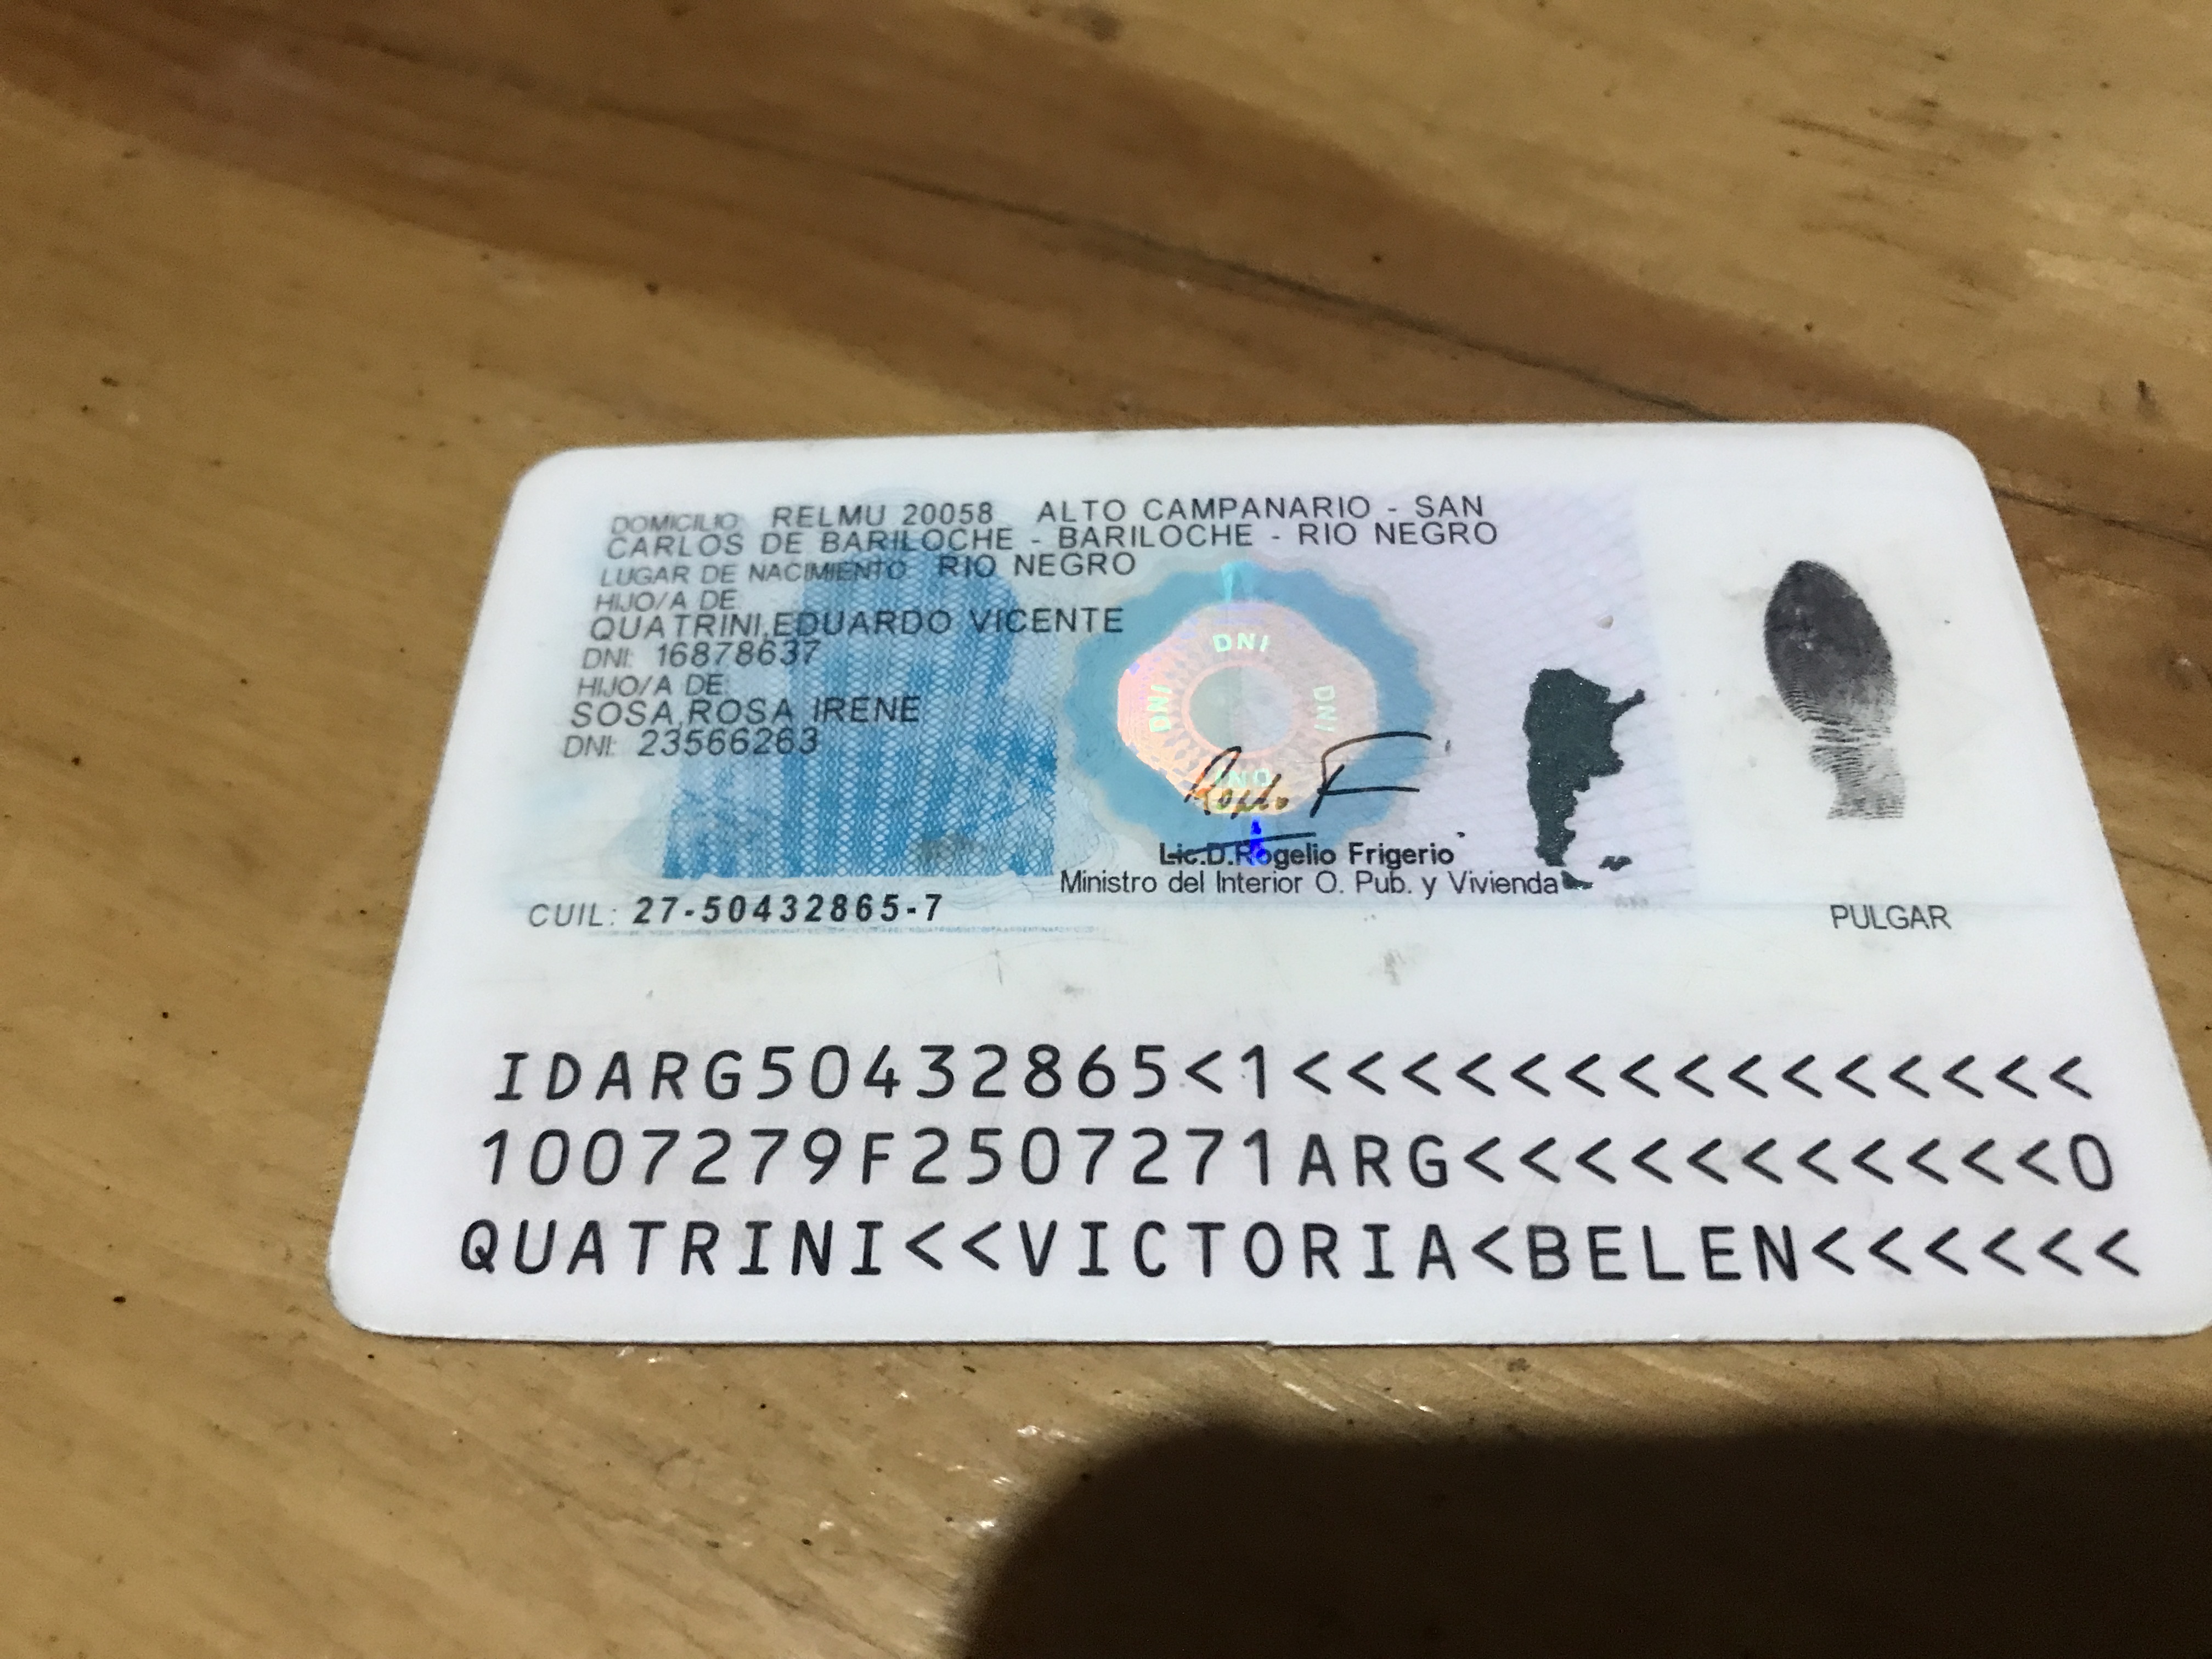 DOMICILIO RELMU 20058 ALTO CAMPANARIO - SAN
CARLOS DE BARILOCHE - BARILOCHE - RIO NEGRO
LUGAR DE NACIMIENTO RIO NEGRO
HIJO/A DE
QUATRINI,EDUARDO VICENTE
DNI: 16878637
HIJO/A DE
SOSA,ROSA IRENE
DNI: 23566263
DNI
DNI
DNI
DNI
Lic.D.Rogelio Frigerio
Ministro del Interior O. Pub. y Vivienda
CUIL: 27-50432865-7
PULGAR
IDARG50432865<1<<<<<<<<<<<<<<<
1007279F2507271ARG<<<<<<<<<<<0
QUATRINI<<VICTORIA<BELEN<<<<<<